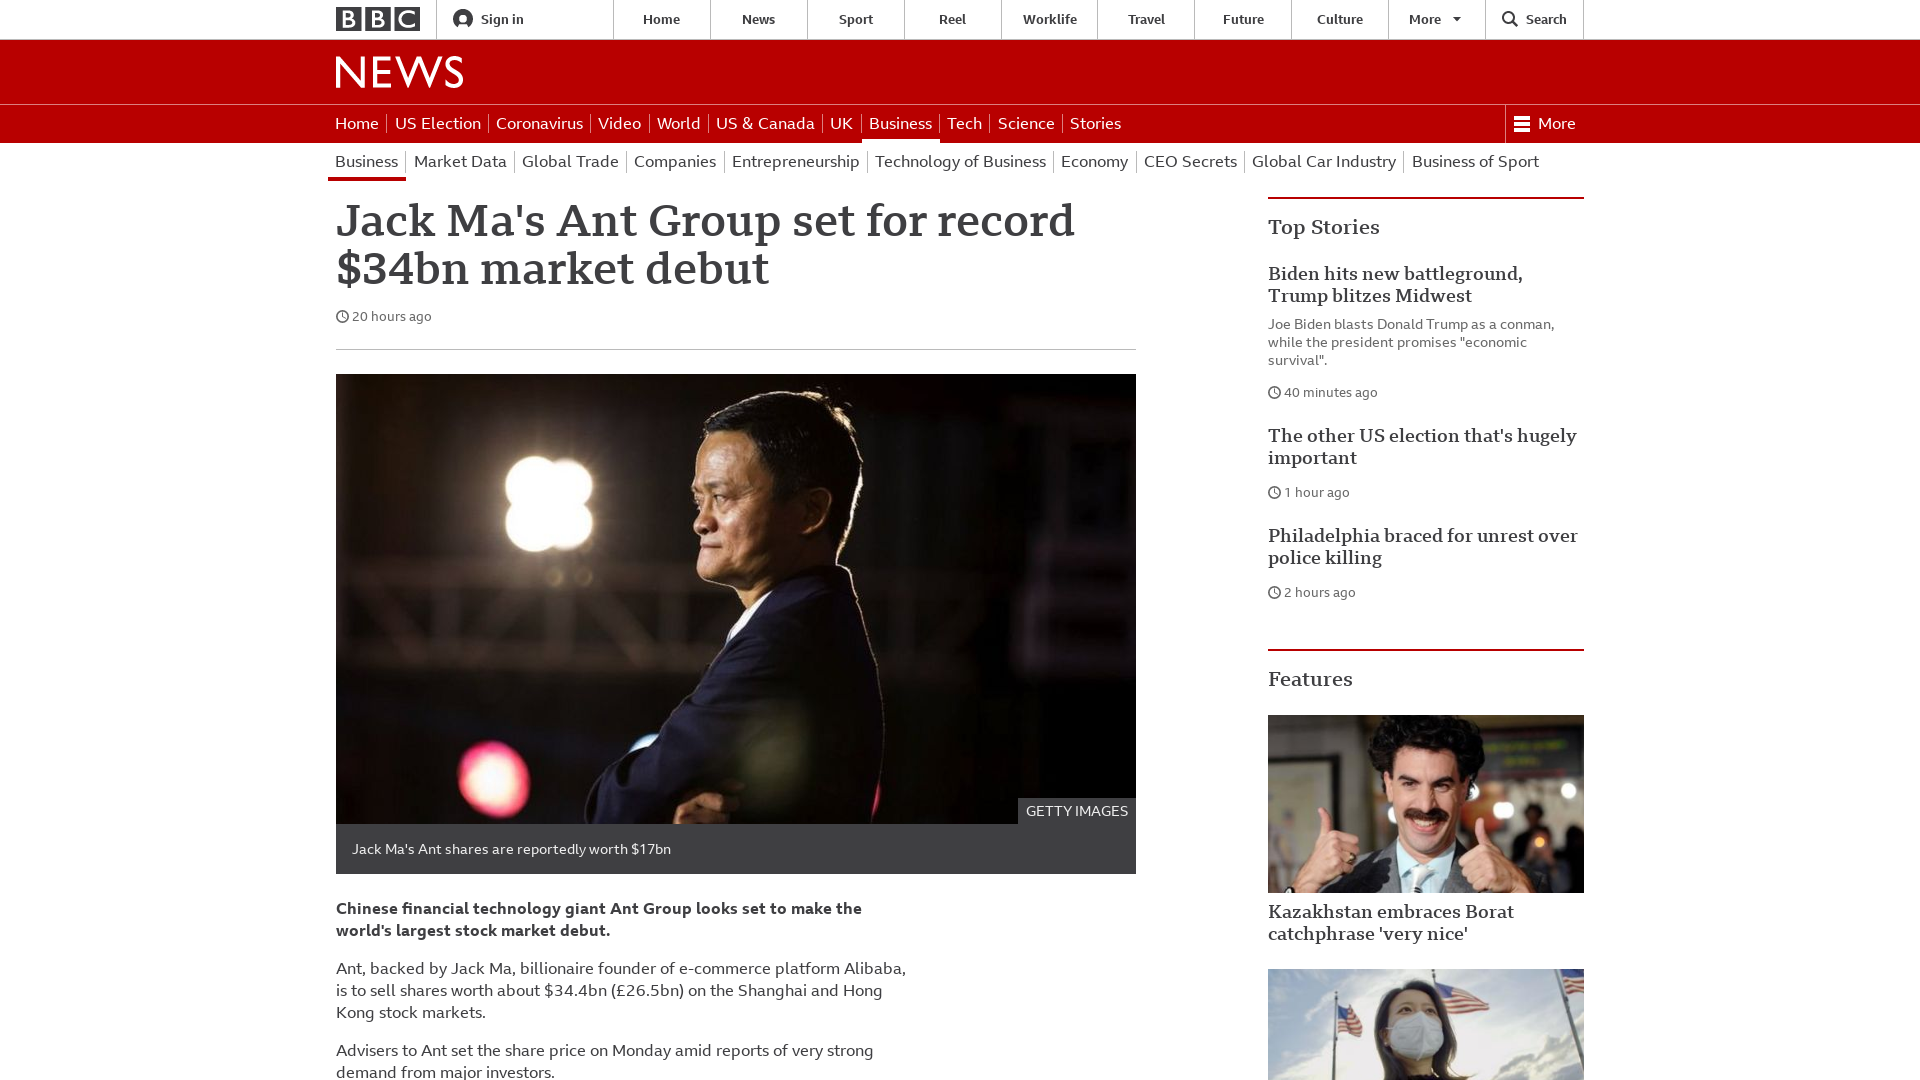 BBC
Sign in
Home
News
Sport
Reel
Worklife
Travel
Future
Culture
More
Search
NEWS
Home
US Election
Coronavirus
Video
World
US & Canada
UK
Business
Tech
Science
Stories
More
Business
Market Data
Global Trade
Companies
Entrepreneurship
Technology of Business
Economy
CEO Secrets
Global Car Industry
Business of Sport
Jack Ma's Ant Group set for record
$34bn market debut
20 hours ago
GETTY IMAGES
Jack Ma's Ant shares are reportedly worth $17bn
Chinese financial technology giant Ant Group looks set to make the
world's largest stock market debut.
Ant, backed by Jack Ma, billionaire founder of e-commerce platform Alibaba,
is to sell shares worth about $34.4bn (£26.5bn) on the Shanghai and Hong
Kong stock markets.
Advisers to Ant set the share price on Monday amid reports of very strong
demand from major investors.
Top Stories
Biden hits new battleground,
Trump blitzes Midwest
Joe Biden blasts Donald Trump as a conman,
while the president promises "economic
survival".
40 minutes ago
The other US election that's hugely
important
1 hour ago
Philadelphia braced for unrest over
police killing
2 hours ago
Features
Kazakhstan embraces Borat
catchphrase 'very nice'